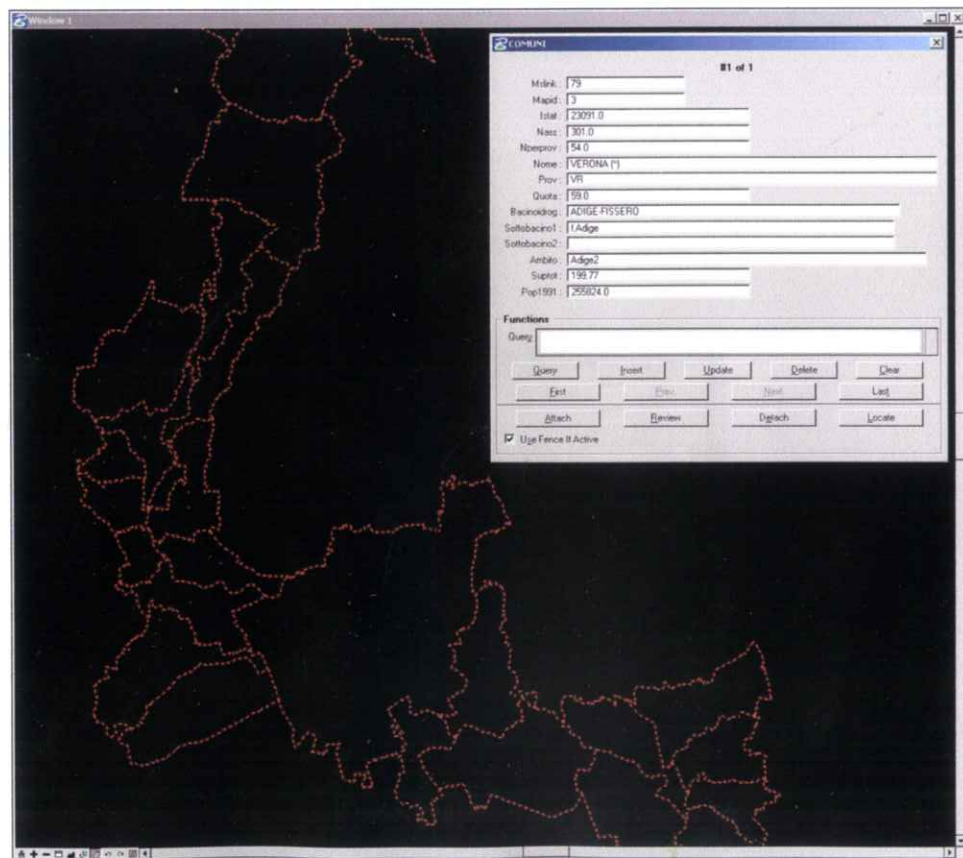 Window 1
COMUNI
#1 of 1
Mslink : 79
Mapid : 3
Istat : 23091.0
Nass : 301.0
Nperprov : 54.0
Nome : VERONA (*)
Prov : VR
Quota : 59.0
Bacinoidrog : ADIGE-FISSERO
Sottobacino1 : f.Adige
Sottobacino2 :
Ambito : Adige2
Suptot : 199.77
Pop1991 : 255824.0
Functions
Query
Query Insert Update Delete Clear
First Prev Next Last
Attach Review Detach Locate
Use Fence If Active